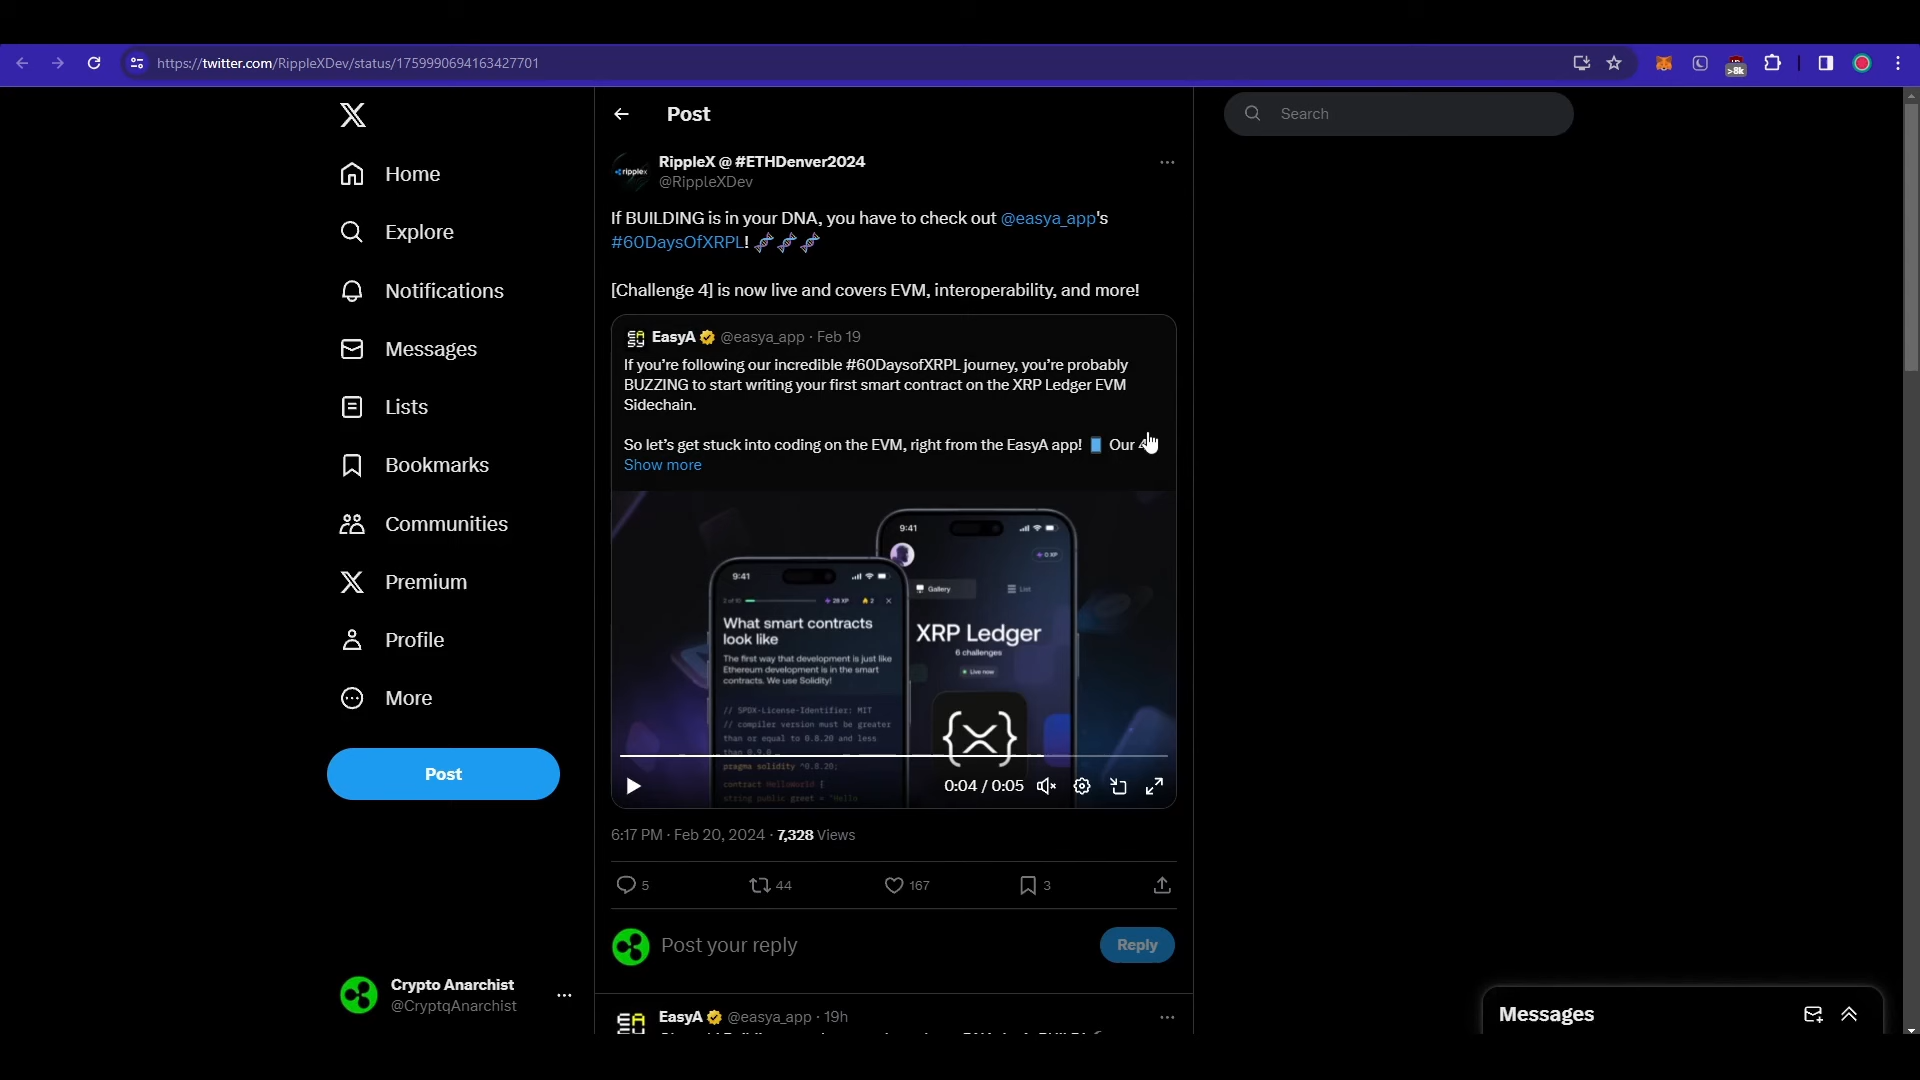 https://twitter.com/RippleXDev/status/1759990694163427701
>8k
Home
Explore
Notifications
Messages
Lists
Bookmarks
Communities
Premium
Profile
More
Post
Crypto Anarchist
@CryptqAnarchist
Post
ripplex
RippleX @ #ETHDenver2024
@RippleXDev
If BUILDING is in your DNA, you have to check out @easya_app's
#60DaysOfXRPL! 🧬🧬🧬
[Challenge 4] is now live and covers EVM, interoperability, and more!
EasyA @easya_app · Feb 19
If you're following our incredible #60DaysofXRPL journey, you're probably
BUZZING to start writing your first smart contract on the XRP Ledger EVM
Sidechain.
So let's get stuck into coding on the EVM, right from the EasyA app! 📘 Our
Show more
9:41
0 XP
Gallery
List
XRP Ledger
6 challenges
Live now
9:41
2 of 10
28 XP
2
What smart contracts
look like
The first way that development is just like
Ethereum development is in the smart
contracts. We use Solidity!
// SPDX-License-Identifier: MIT
// compiler version must be greater
than or equal to 0.8.20 and less
than 0.9.0
pragma solidity ^0.8.20;
contract HelloWorld {
string public greet = "Hello
0:04 / 0:05
6:17 PM · Feb 20, 2024 · 7,328 Views
5
44
167
3
Post your reply
Reply
EasyA @easya_app · 19h
Search
Messages